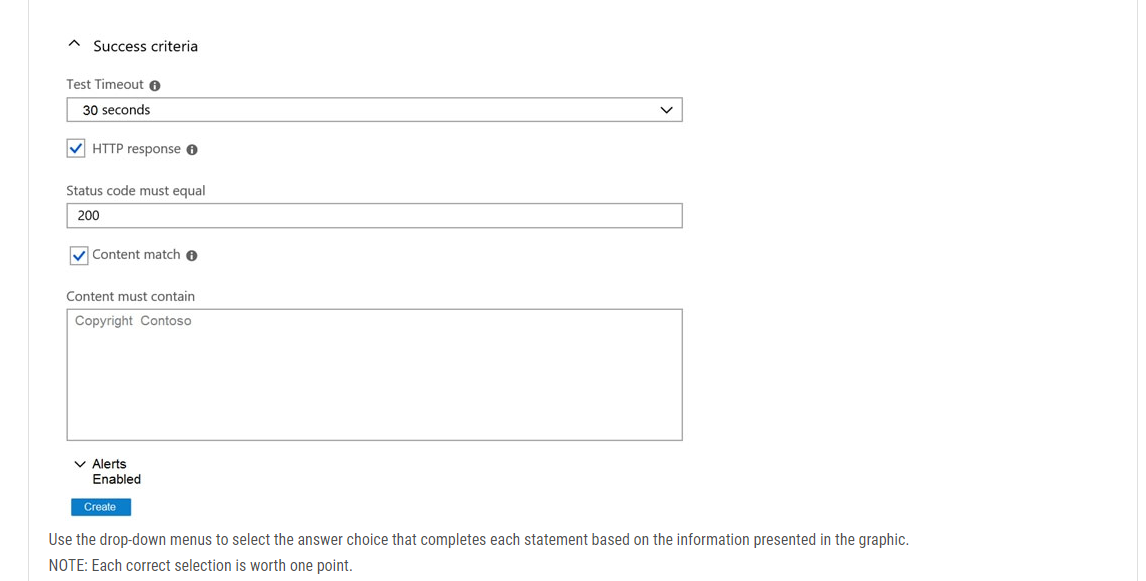 Success criteria
Test Timeout
30 seconds
HTTP response
Status code must equal
200
Content match
Content must contain
Copyright Contoso
Alerts
Enabled
Create
Use the drop-down menus to select the answer choice that completes each statement based on the information presented in the graphic.
NOTE: Each correct selection is worth one point.